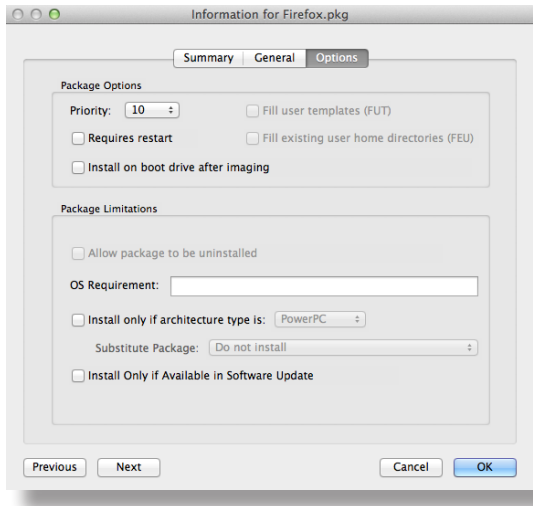 Information for Firefox.pkg
Summary General Options
Package Options
Priority: 10 Fill user templates (FUT)
Requires restart Fill existing user home directories (FEU)
Install on boot drive after imaging
Package Limitations
Allow package to be uninstalled
OS Requirement:
Install only if architecture type is: PowerPC
Substitute Package: Do not install
Install Only if Available in Software Update
Previous Next Cancel OK